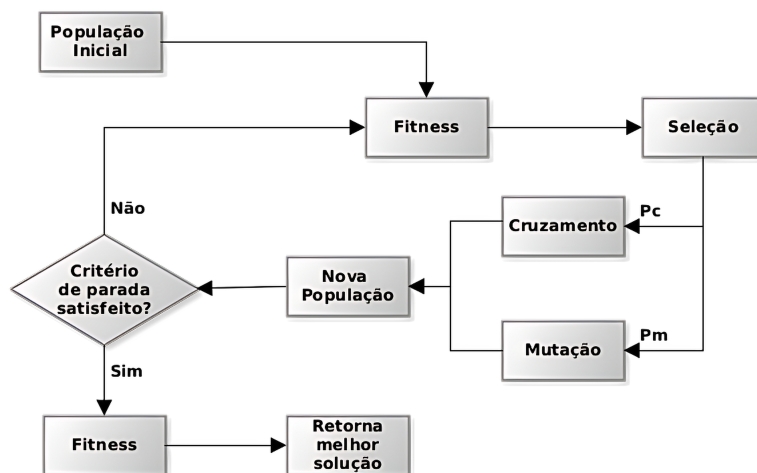 População
Inicial
Fitness
Seleção
Não
Pc
Cruzamento
Critério
de parada
satisfeito?
Nova
População
Pm
Mutação
Sim
Fitness
Retorna
melhor
solução